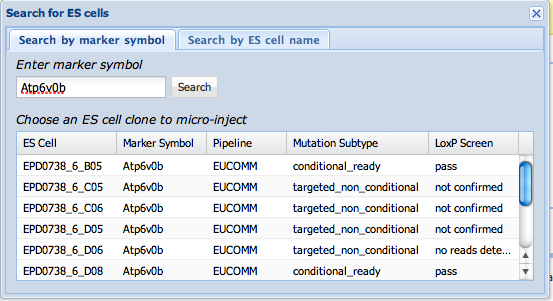 Search for ES cells
Search by marker symbol Search by ES cell name
Enter marker symbol
Atp6v0b Search
Choose an ES cell clone to micro-inject
ES Cell Marker Symbol Pipeline Mutation Subtype LoxP Screen
EPD0738_6_B05 Atp6v0b EUCOMM conditional_ready pass
EPD0738_6_C05 Atp6v0b EUCOMM targeted_non_conditional not confirmed
EPD0738_6_C06 Atp6v0b EUCOMM targeted_non_conditional not confirmed
EPD0738_6_D05 Atp6v0b EUCOMM targeted_non_conditional not confirmed
EPD0738_6_D06 Atp6v0b EUCOMM targeted_non_conditional no reads dete...
EPD0738_6_D08 Atp6v0b EUCOMM conditional_ready pass